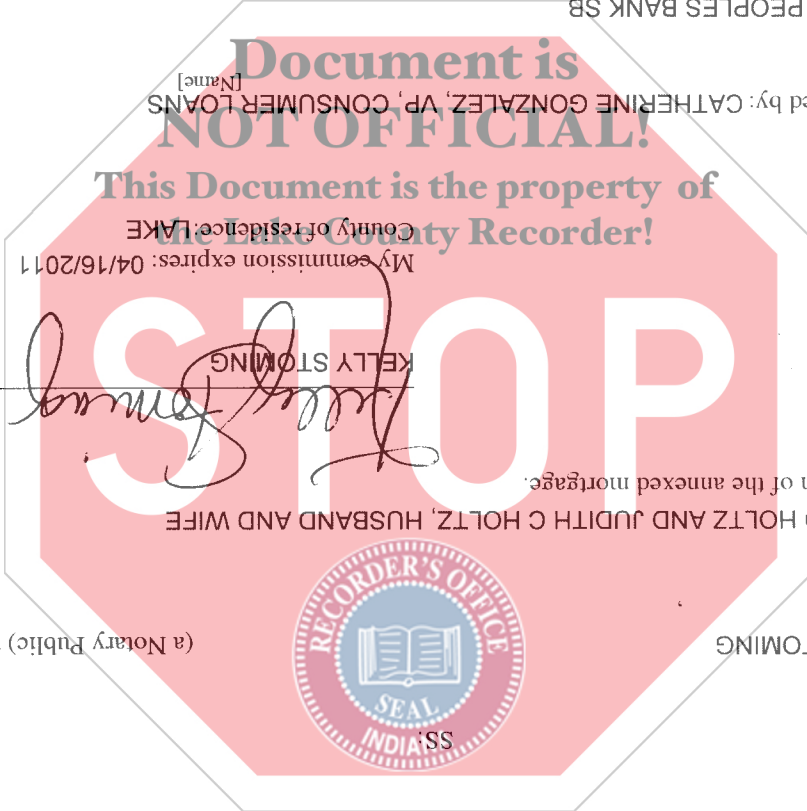 Document is
NOT OFFICIAL!
This Document is the property of
the Lake County Recorder!
STOP
RECORDER'S OFFICE
SEAL
INDIANA
SS:
TOMING
(a Notary Public)
HOLTZ AND JUDITH C HOLTZ, HUSBAND AND WIFE
n of the annexed mortgage.
Kelly Stoming
KELLY STOMING
My commission expires: 04/16/2011
County of residence: LAKE
ed by: CATHERINE GONZALEZ, VP, CONSUMER LOANS
[Name]
PEOPLES BANK SB